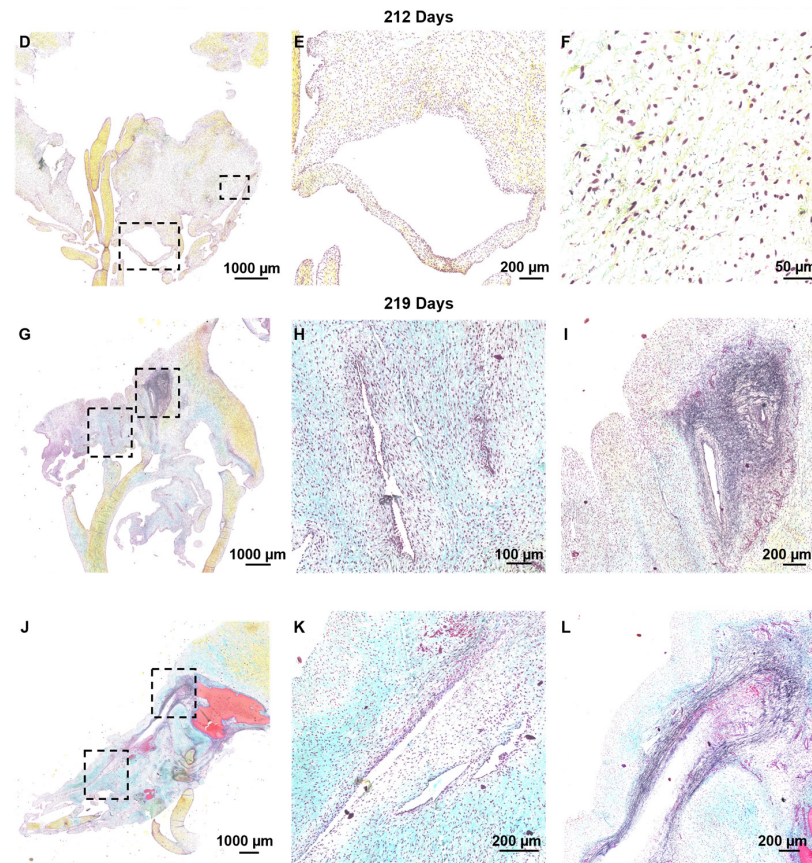 212 Days
D
E
F
1000 µm
200 µm
50 µm
219 Days
G
H
I
1000 µm
100 µm
200 µm
J
K
L
1000 µm
200 µm
200 µm